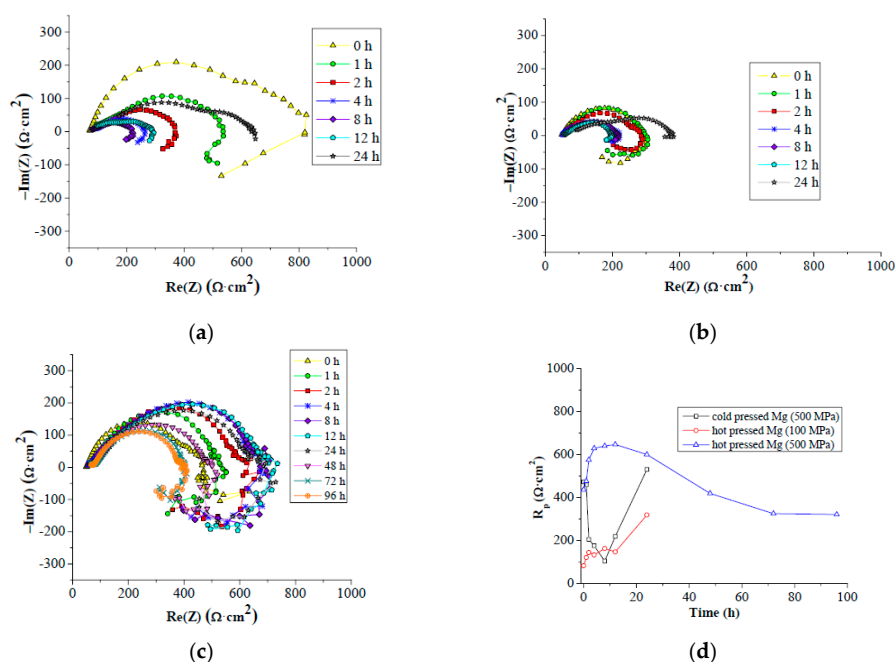 300
200
100
0
-100
-200
-300
−Im(Z) (Ω·cm²)
0 h
1 h
2 h
4 h
8 h
12 h
24 h
0 200 400 600 800 1000
Re(Z) (Ω·cm²)
(a)
300
200
100
0
-100
-200
-300
−Im(Z) (Ω·cm²)
0 h
1 h
2 h
4 h
8 h
12 h
24 h
0 200 400 600 800 1000
Re(Z) (Ω·cm²)
(b)
300
200
100
0
-100
-200
-300
−Im(Z) (Ω·cm²)
0 h
1 h
2 h
4 h
8 h
12 h
24 h
48 h
72 h
96 h
0 200 400 600 800 1000
Re(Z) (Ω·cm²)
(c)
1000
800
600
400
200
0
Rp (Ω·cm²)
cold pressed Mg (500 MPa)
hot pressed Mg (100 MPa)
hot pressed Mg (500 MPa)
0 20 40 60 80 100
Time (h)
(d)